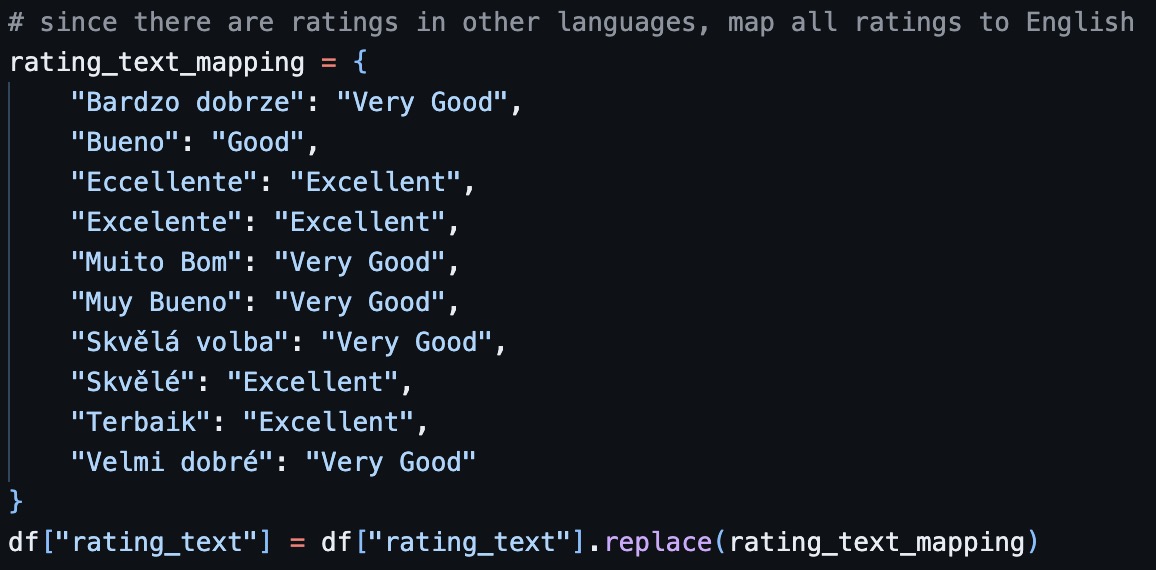 # since there are ratings in other languages, map all ratings to English
rating_text_mapping = {
    "Bardzo dobrze": "Very Good",
    "Bueno": "Good",
    "Eccellente": "Excellent",
    "Excelente": "Excellent",
    "Muito Bom": "Very Good",
    "Muy Bueno": "Very Good",
    "Skvělá volba": "Very Good",
    "Skvělé": "Excellent",
    "Terbaik": "Excellent",
    "Velmi dobré": "Very Good"
}
df["rating_text"] = df["rating_text"].replace(rating_text_mapping)